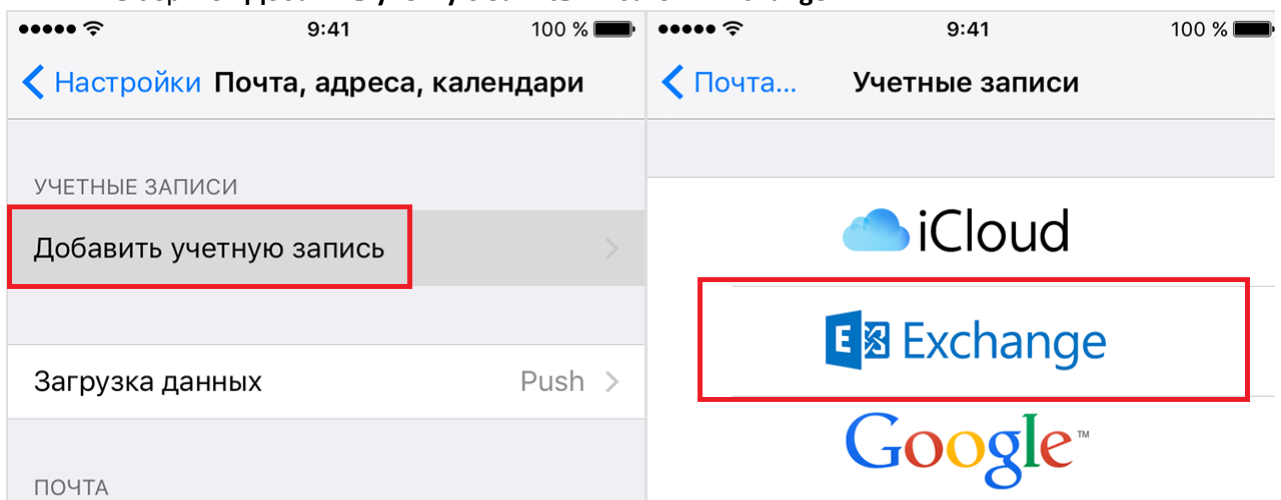 9:41
100 %
Настройки Почта, адреса, календари
УЧЕТНЫЕ ЗАПИСИ
Добавить учетную запись
Загрузка данных Push
ПОЧТА
9:41
100 %
Почта... Учетные записи
iCloud
E Exchange
Google™